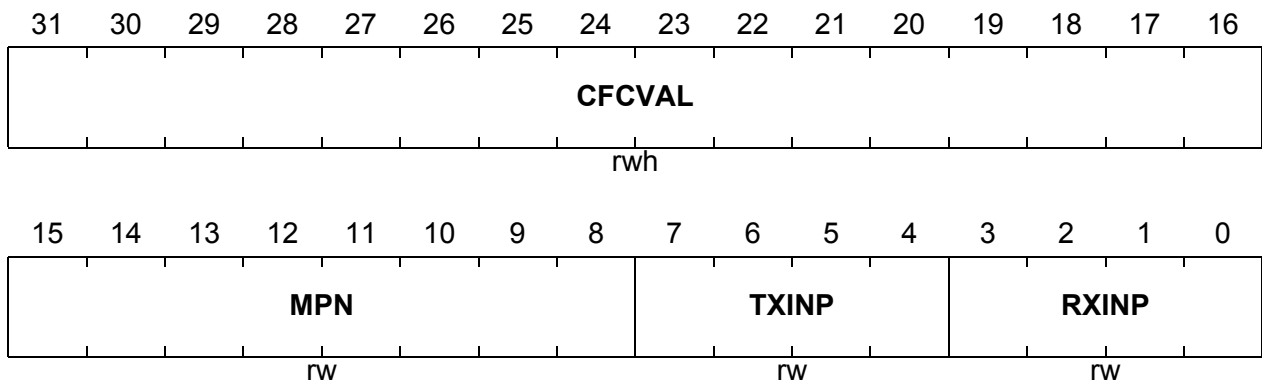 31 30 29 28 27 26 25 24 23 22 21 20 19 18 17 16
CFCVAL
rwh
15 14 13 12 11 10 9 8 7 6 5 4 3 2 1 0
MPN TXINP RXINP
rw rw rw